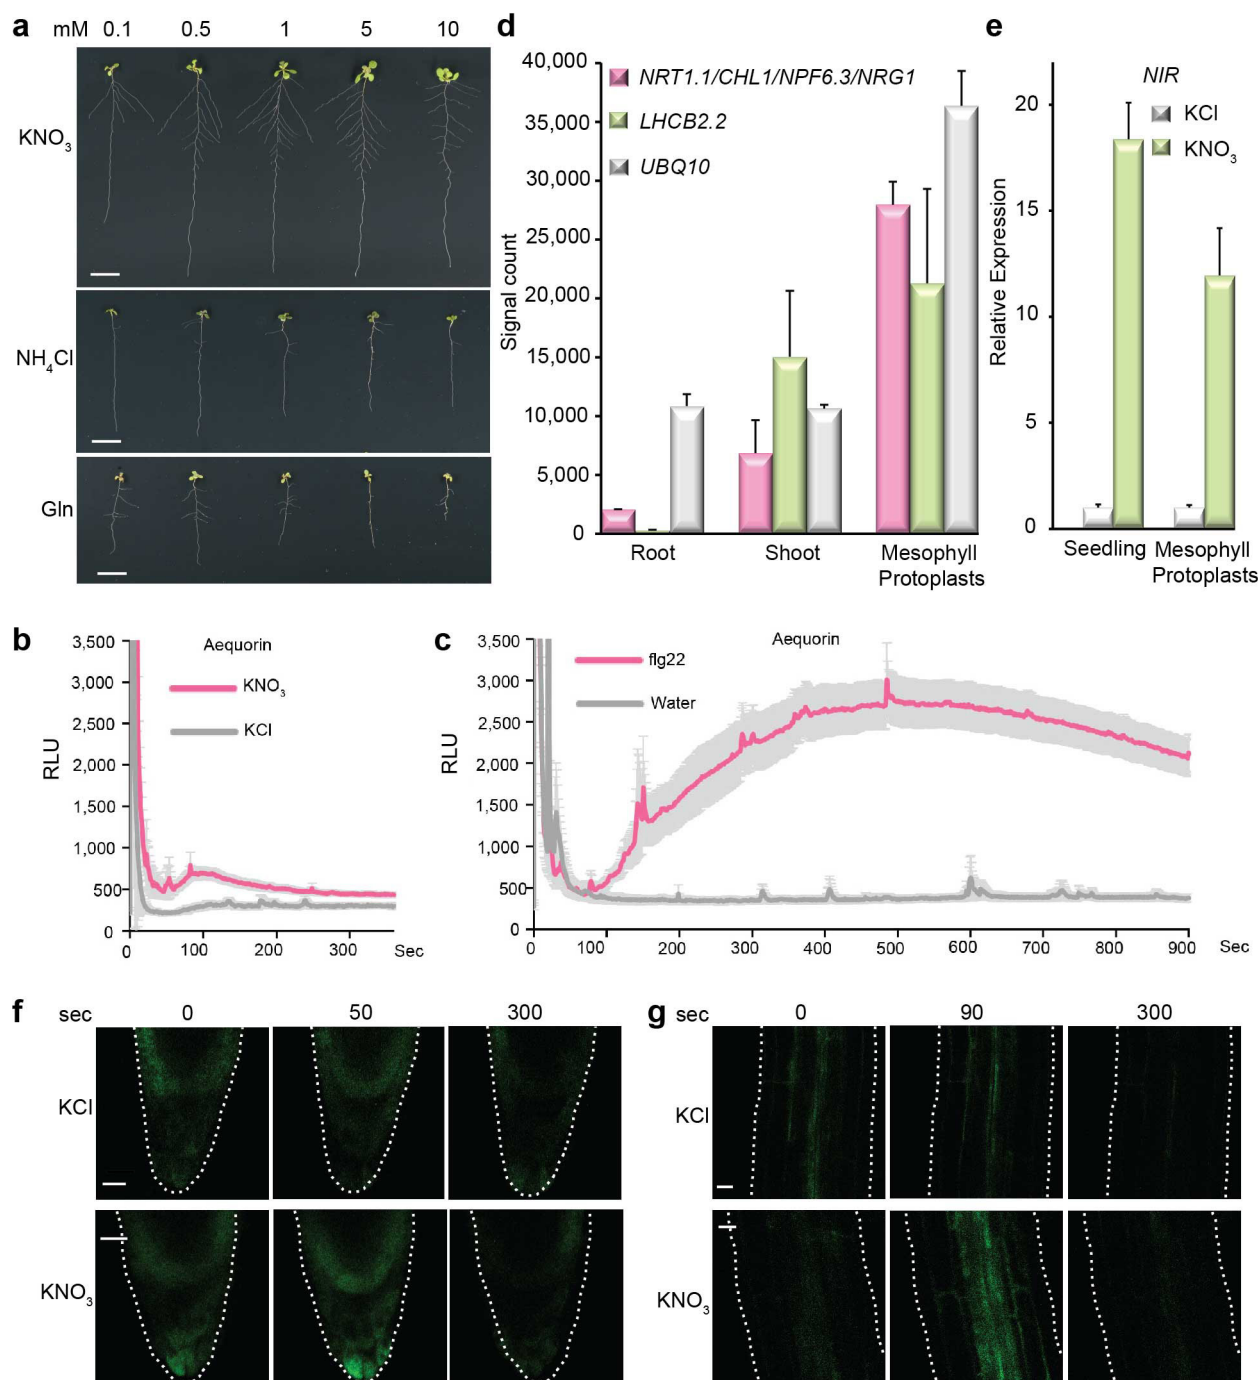 a
mM 0.1 0.5 1 5 10
KNO₃
NH₄Cl
Gln
d
40,000
35,000
30,000
25,000
20,000
15,000
10,000
5,000
0
Signal count
NRT1.1/CHL1/NPF6.3/NRG1
LHCB2.2
UBQ10
Root Shoot Mesophyll
Protoplasts
e
NIR
KCl
KNO₃
20
15
10
5
0
Relative Expression
Seedling Mesophyll
Protoplasts
b
Aequorin
KNO₃
KCl
3,500
3,000
2,500
2,000
1,500
1,000
500
0
RLU
0 100 200 300 Sec
c
Aequorin
flg22
Water
3,500
3,000
2,500
2,000
1,500
1,000
500
0
RLU
0 100 200 300 400 500 600 700 800 900 Sec
f
sec 0 50 300
KCl
KNO₃
g
sec 0 90 300
KCl
KNO₃